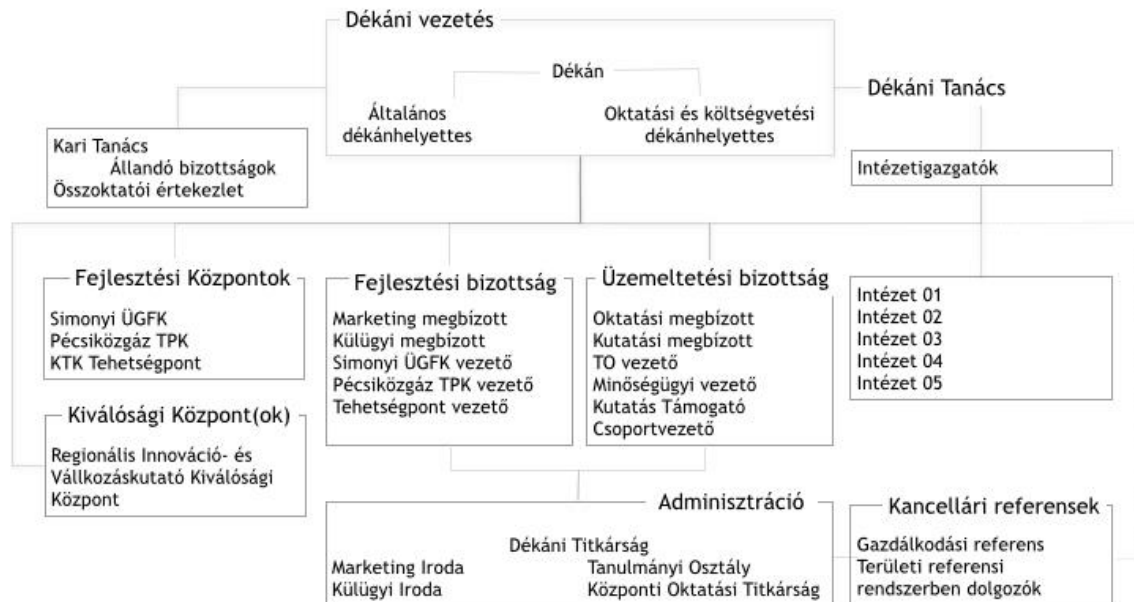 Dékáni vezetés
Dékán
Általános
dékánhelyettes
Oktatási és költségvetési
dékánhelyettes
Dékáni Tanács
Kari Tanács
Állandó bizottságok
Összoktatói értekezlet
Intézetigazgatók
Fejlesztési Központok
Simonyi ÜGFK
Pécsiközgáz TPK
KTK Tehetségpont
Fejlesztési bizottság
Marketing megbízott
Külügyi megbízott
Simonyi ÜGFK vezető
Pécsiközgáz TPK vezető
Tehetségpont vezető
Üzemeltetési bizottság
Oktatási megbízott
Kutatási megbízott
TO vezető
Minőségügyi vezető
Kutatás Támogató
Csoportvezető
Intézet 01
Intézet 02
Intézet 03
Intézet 04
Intézet 05
Kiválósági Központ(ok)
Regionális Innováció- és
Vállkozáskutató Kiválósági
Központ
Adminisztráció
Dékáni Titkárság
Marketing Iroda
Külügyi Iroda
Tanulmányi Osztály
Központi Oktatási Titkárság
Kancellári referensek
Gazdálkodási referens
Területi referensi
rendszerben dolgozók